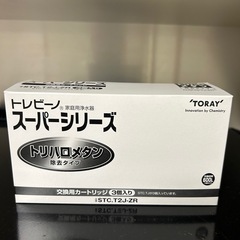 トレビーノ® 家庭用浄水器
スーパーシリーズ
'TORAY'
Innovation by Chemistry
トリハロメタン
除去タイプ
交換用カートリッジ 3個入り
STC.T2J-ZR